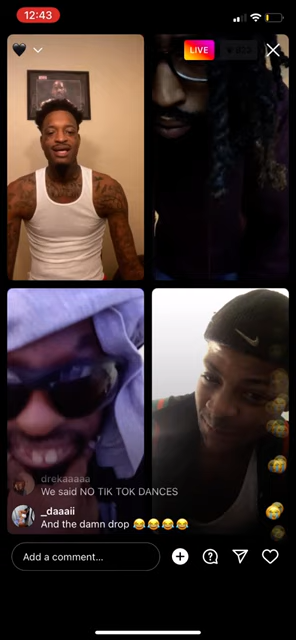 12:43
LIVE
drekaaaaa
We said NO TIK TOK DANCES
_daaaii
And the damn drop 😂😂😂😂
Add a comment...